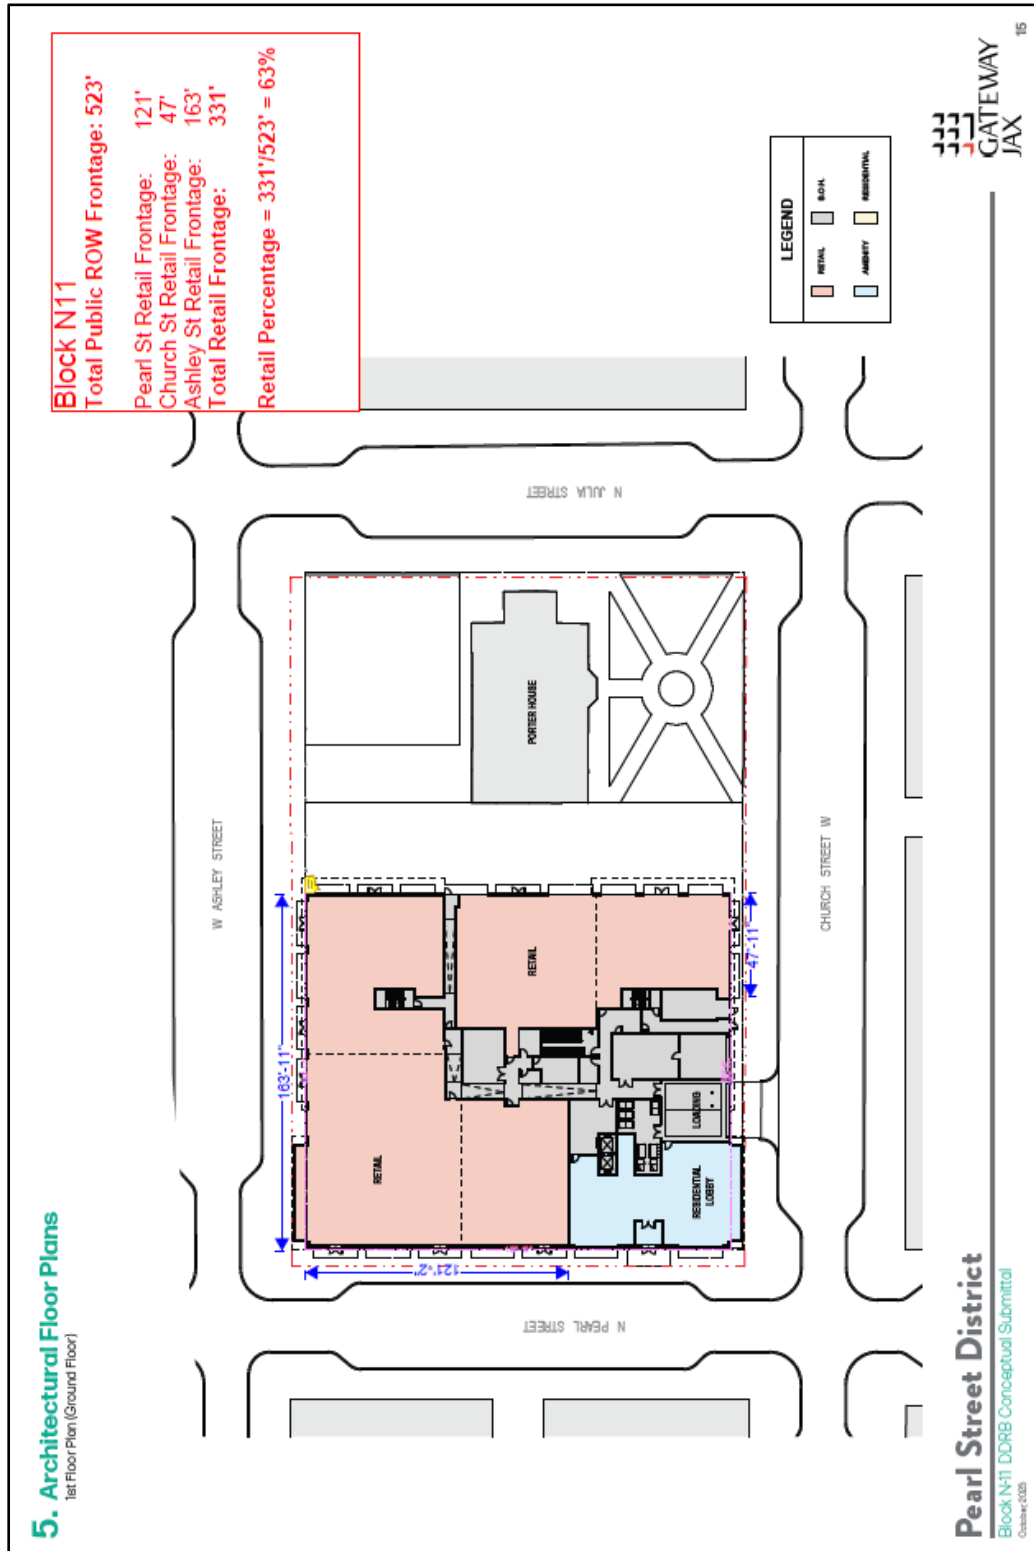 5. Architectural Floor Plans
1st Floor Plan (Ground Floor)
Block N11
Total Public ROW Frontage: 523'
Pearl St Retail Frontage: 121'
Church St Retail Frontage: 47'
Ashley St Retail Frontage: 163'
Total Retail Frontage: 331'
Retail Percentage = 331'/523' = 63%
W ASHLEY STREET
163'-11"
RETAIL
RETAIL
PORTER HOUSE
N JULIA STREET
N PEARL STREET
121'-2"
RESIDENTIAL
LOBBY
LOADING
47'-11"
CHURCH STREET W
LEGEND
RETAIL
B.O.H.
AMENITY
RESIDENTIAL
Pearl Street District
Block N-11 DDRB Conceptual Submittal
October, 2025
GATEWAY
JAX
15